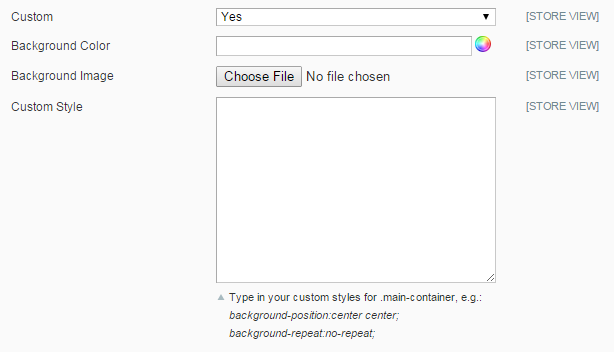 Custom Yes [STORE VIEW]
Background Color [STORE VIEW]
Background Image Choose File No file chosen [STORE VIEW]
Custom Style [STORE VIEW]
Type in your custom styles for .main-container, e.g.:
background-position:center center;
background-repeat:no-repeat;